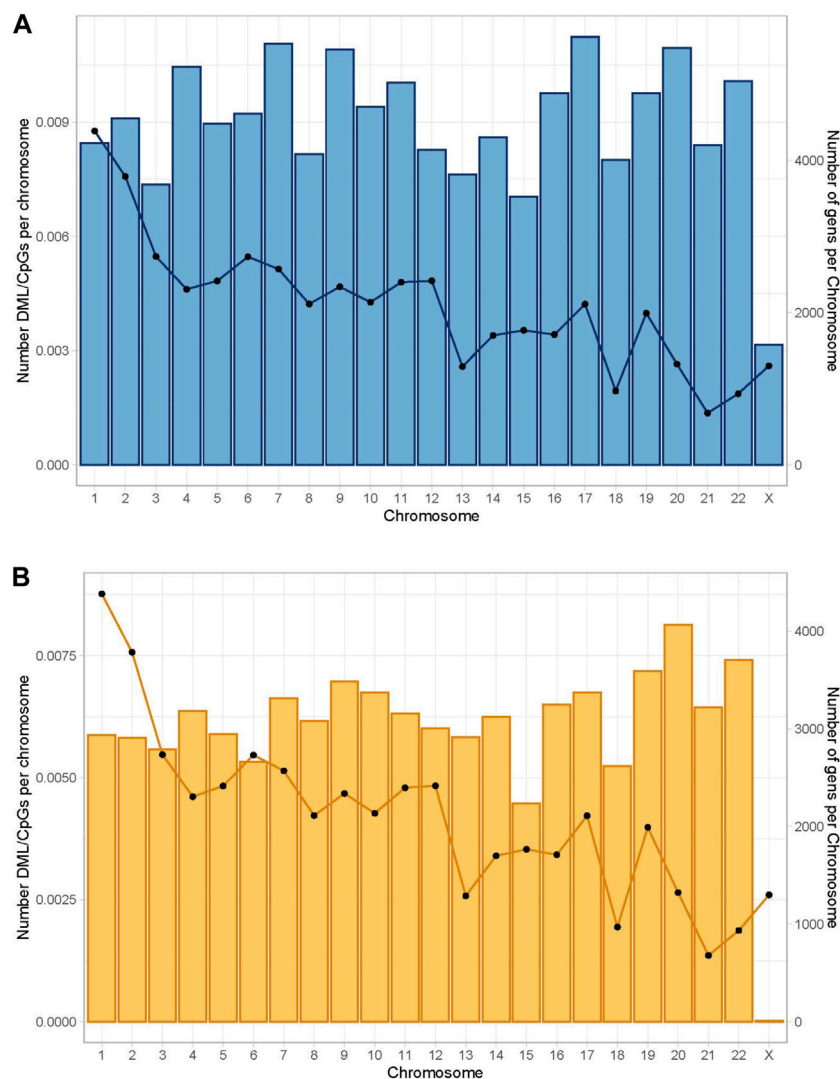 A
Number DML/CpGs per chromosome
0.009
0.006
0.003
0.000
4000
2000
0
Number of gens per Chromosome
1 2 3 4 5 6 7 8 9 10 11 12 13 14 15 16 17 18 19 20 21 22 X
Chromosome
B
Number DML/CpGs per chromosome
0.0075
0.0050
0.0025
0.0000
4000
3000
2000
1000
0
Number of gens per Chromosome
1 2 3 4 5 6 7 8 9 10 11 12 13 14 15 16 17 18 19 20 21 22 X
Chromosome